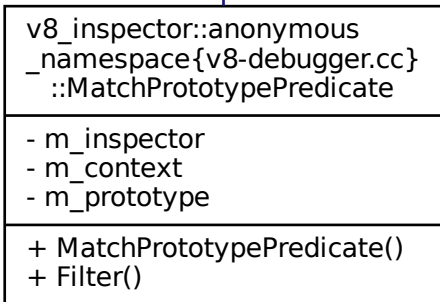 v8_inspector::anonymous
_namespace{v8-debugger.cc}
::MatchPrototypePredicate
- m_inspector
- m_context
- m_prototype
+ MatchPrototypePredicate()
+ Filter()